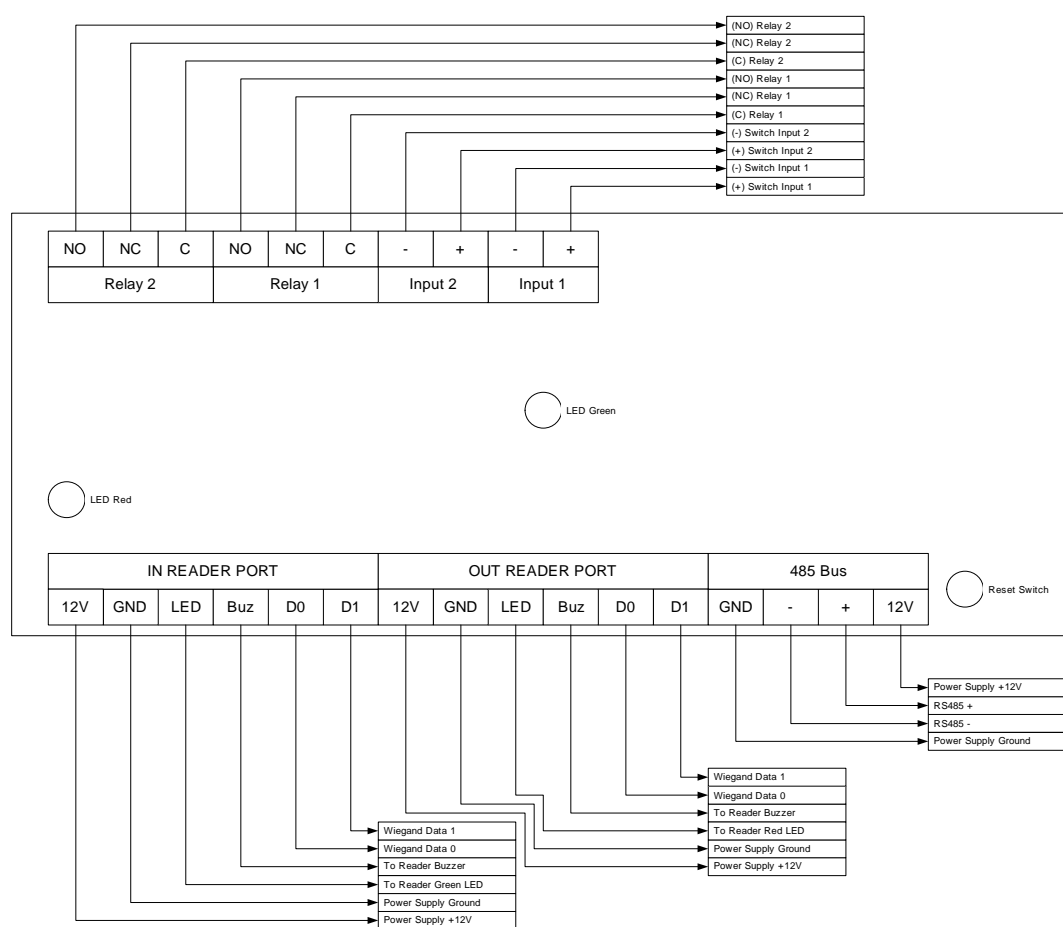 (NO) Relay 2
(NC) Relay 2
(C) Relay 2
(NO) Relay 1
(NC) Relay 1
(C) Relay 1
(-) Switch Input 2
(+) Switch Input 2
(-) Switch Input 1
(+) Switch Input 1
NO NC C NO NC C - + - +
Relay 2 Relay 1 Input 2 Input 1
LED Green
LED Red
IN READER PORT OUT READER PORT 485 Bus
12V GND LED Buz D0 D1 12V GND LED Buz D0 D1 GND - + 12V
Reset Switch
Power Supply +12V
RS485 +
RS485 -
Power Supply Ground
Wiegand Data 1
Wiegand Data 0
To Reader Buzzer
To Reader Red LED
Power Supply Ground
Power Supply +12V
Wiegand Data 1
Wiegand Data 0
To Reader Buzzer
To Reader Green LED
Power Supply Ground
Power Supply +12V